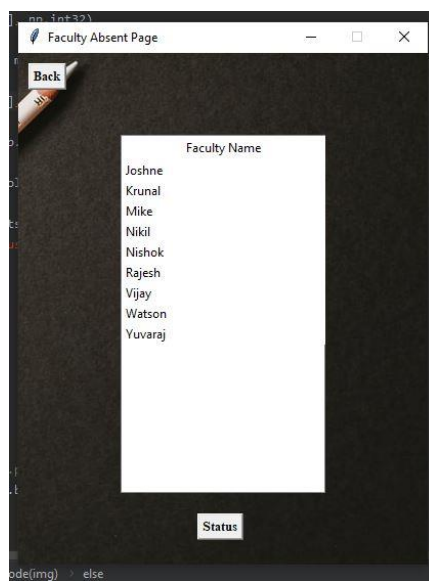 ], np.int32)
Faculty Absent Page
Back
Faculty Name
Joshne
Krunal
Mike
Nikil
Nishok
Rajesh
Vijay
Watson
Yuvaraj
Status
ode(img) > else